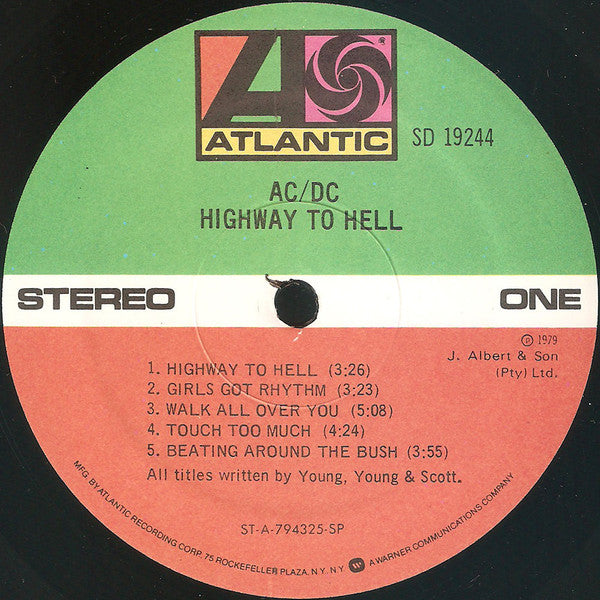 ATLANTIC
®
SD 19244
AC/DC
HIGHWAY TO HELL
STEREO
ONE
℗ 1979
J. Albert & Son
(Pty) Ltd.
1. HIGHWAY TO HELL (3:26)
2. GIRLS GOT RHYTHM (3:23)
3. WALK ALL OVER YOU (5:08)
4. TOUCH TOO MUCH (4:24)
5. BEATING AROUND THE BUSH (3:55)
All titles written by Young, Young & Scott.
ST-A-794325-SP
MFG. BY ATLANTIC RECORDING CORP. 75 ROCKEFELLER PLAZA, N.Y. N.Y. W A WARNER COMMUNICATIONS COMPANY